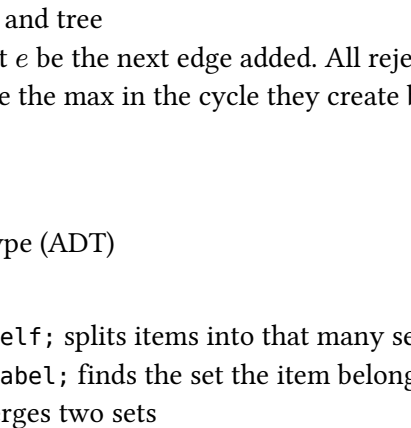 and tree
t e be the next edge added. All reje
e the max in the cycle they create b
ype (ADT)
elf; splits items into that many se
abel; finds the set the item belong
erges two sets